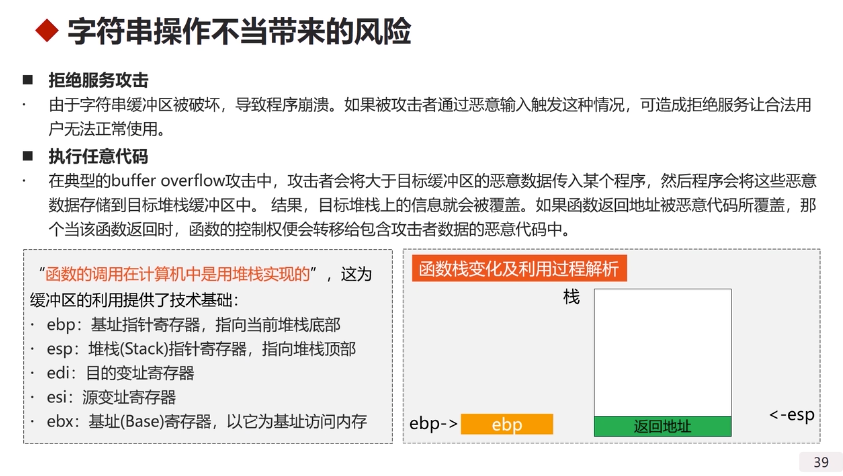 ◆ 字符串操作不当带来的风险
■ 拒绝服务攻击
· 由于字符串缓冲区被破坏，导致程序崩溃。如果被攻击者通过恶意输入触发这种情况，可造成拒绝服务让合法用
户无法正常使用。
■ 执行任意代码
· 在典型的buffer overflow攻击中，攻击者会将大于目标缓冲区的恶意数据传入某个程序，然后程序会将这些恶意
数据存储到目标堆栈缓冲区中。 结果，目标堆栈上的信息就会被覆盖。如果函数返回地址被恶意代码所覆盖，那
个当该函数返回时，函数的控制权便会转移给包含攻击者数据的恶意代码中。
“函数的调用在计算机中是用堆栈实现的”，这为
缓冲区的利用提供了技术基础：
· ebp：基址指针寄存器，指向当前堆栈底部
· esp：堆栈(Stack)指针寄存器，指向堆栈顶部
· edi：目的变址寄存器
· esi：源变址寄存器
· ebx：基址(Base)寄存器，以它为基址访问内存
函数栈变化及利用过程解析
栈
ebp->
ebp
返回地址
<-esp
39